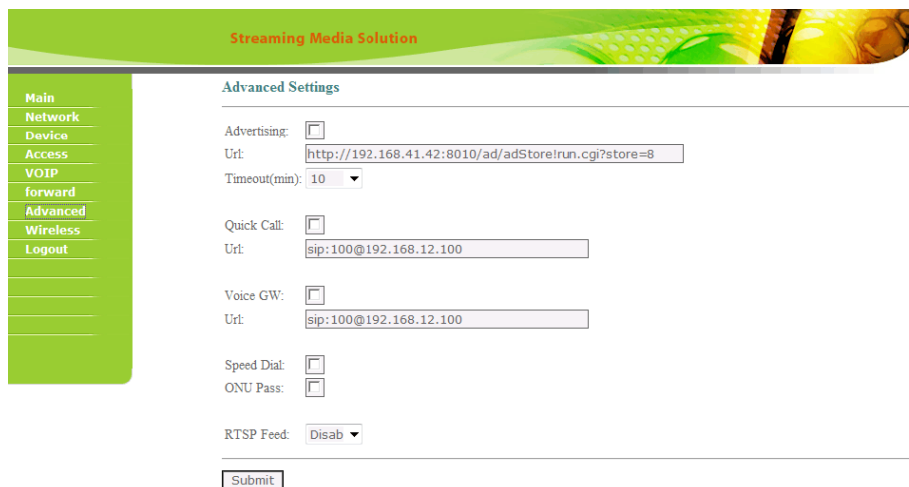 Streaming Media Solution
Main
Network
Device
Access
VOIP
forward
Advanced
Wireless
Logout
Advanced Settings
Advertising:
Url: http://192.168.41.42:8010/ad/adStore!run.cgi?store=8
Timeout(min): 10
Quick Call:
Url: sip:100@192.168.12.100
Voice GW:
Url: sip:100@192.168.12.100
Speed Dial:
ONU Pass:
RTSP Feed: Disab
Submit